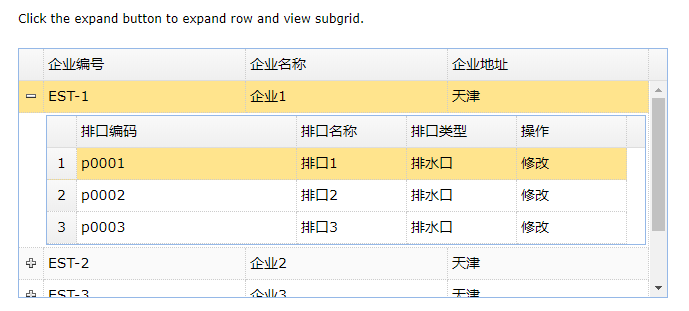 Click the expand button to expand row and view subgrid.
企业编号 企业名称 企业地址
EST-1 企业1 天津
排口编码 排口名称 排口类型 操作
1 p0001 排口1 排水口 修改
2 p0002 排口2 排水口 修改
3 p0003 排口3 排水口 修改
EST-2 企业2 天津
EST-3 企业3 天津